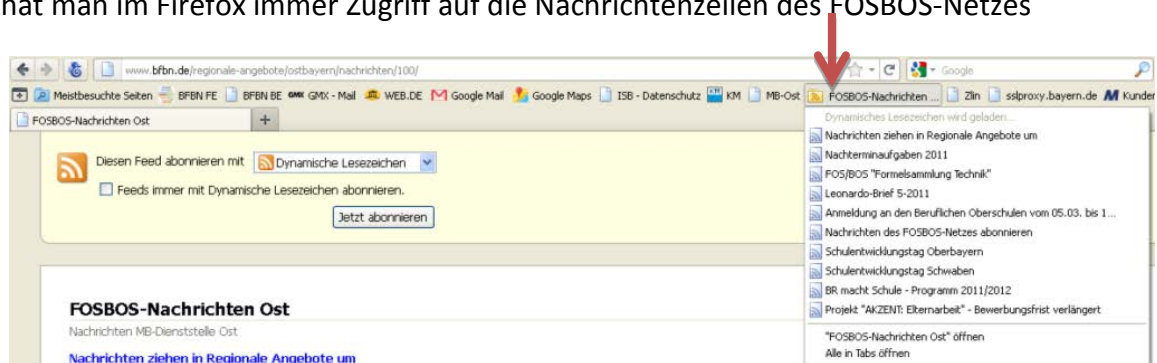 hat man im Firefox immer Zugriff auf die Nachrichtenzeilen des FOSBOS-Netzes
www.bfbn.de/regionale-angebote/ostbayern/nachrichten/100/
Google
Meistbesuchte Seiten BFBN FE BFBN BE GMX GMX - Mail WEB.DE Google Mail Google Maps ISB - Datenschutz KM KM MB-Ost FOSBOS-Nachrichten ... Zlin sslproxy.bayern.de M Kunder
FOSBOS-Nachrichten Ost +
Diesen Feed abonnieren mit Dynamische Lesezeichen
Feeds immer mit Dynamische Lesezeichen abonnieren.
Jetzt abonnieren
FOSBOS-Nachrichten Ost
Nachrichten MB-Dienststelle Ost
Nachrichten ziehen in Regionale Angebote um
Dynamisches Lesezeichen wird geladen...
Nachrichten ziehen in Regionale Angebote um
Nachterminaufgaben 2011
FOS/BOS "Formelsammlung Technik"
Leonardo-Brief 5-2011
Anmeldung an den Beruflichen Oberschulen vom 05.03. bis 1...
Nachrichten des FOSBOS-Netzes abonnieren
Schulentwicklungstag Oberbayern
Schulentwicklungstag Schwaben
BR macht Schule - Programm 2011/2012
Projekt "AKZENT: Elternarbeit" - Bewerbungsfrist verlängert
"FOSBOS-Nachrichten Ost" öffnen
Alle in Tabs öffnen